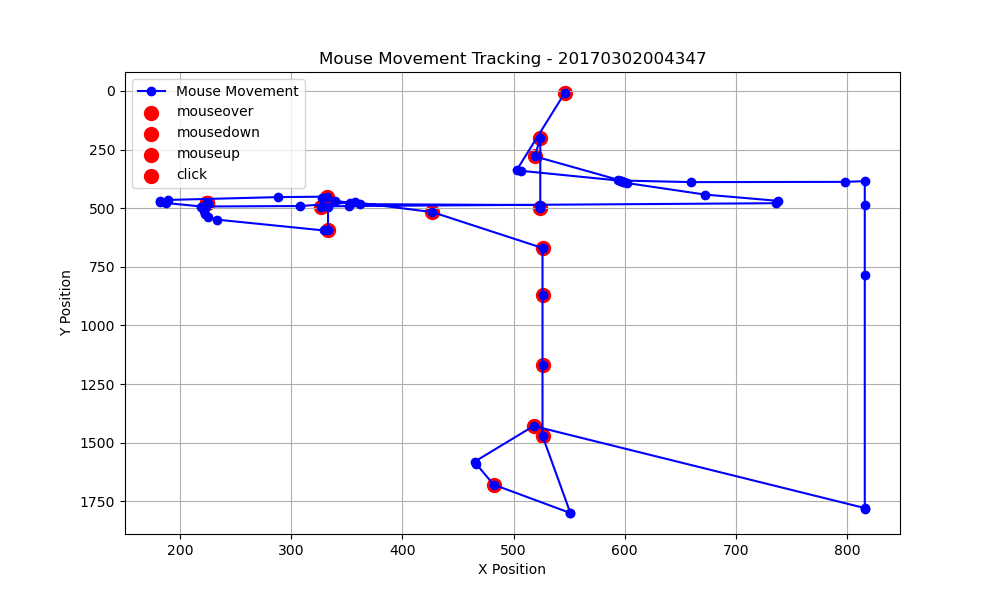 Mouse Movement Tracking - 20170302004347
Mouse Movement
mouseover
mousedown
mouseup
click
0
250
500
750
1000
1250
1500
1750
Y Position
200 300 400 500 600 700 800
X Position